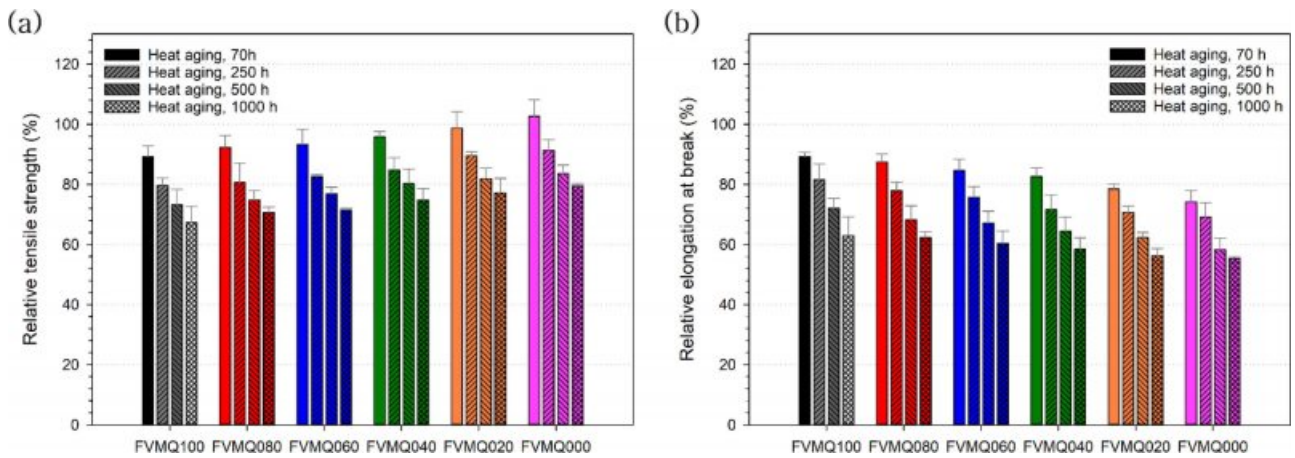 (a)
Heat aging, 70h
Heat aging, 250 h
Heat aging, 500 h
Heat aging, 1000 h
Relative tensile strength (%)
120
100
80
60
40
20
0
FVMQ100 FVMQ080 FVMQ060 FVMQ040 FVMQ020 FVMQ000
(b)
Heat aging, 70 h
Heat aging, 250 h
Heat aging, 500 h
Heat aging, 1000 h
Relative elongation at break (%)
120
100
80
60
40
20
0
FVMQ100 FVMQ080 FVMQ060 FVMQ040 FVMQ020 FVMQ000